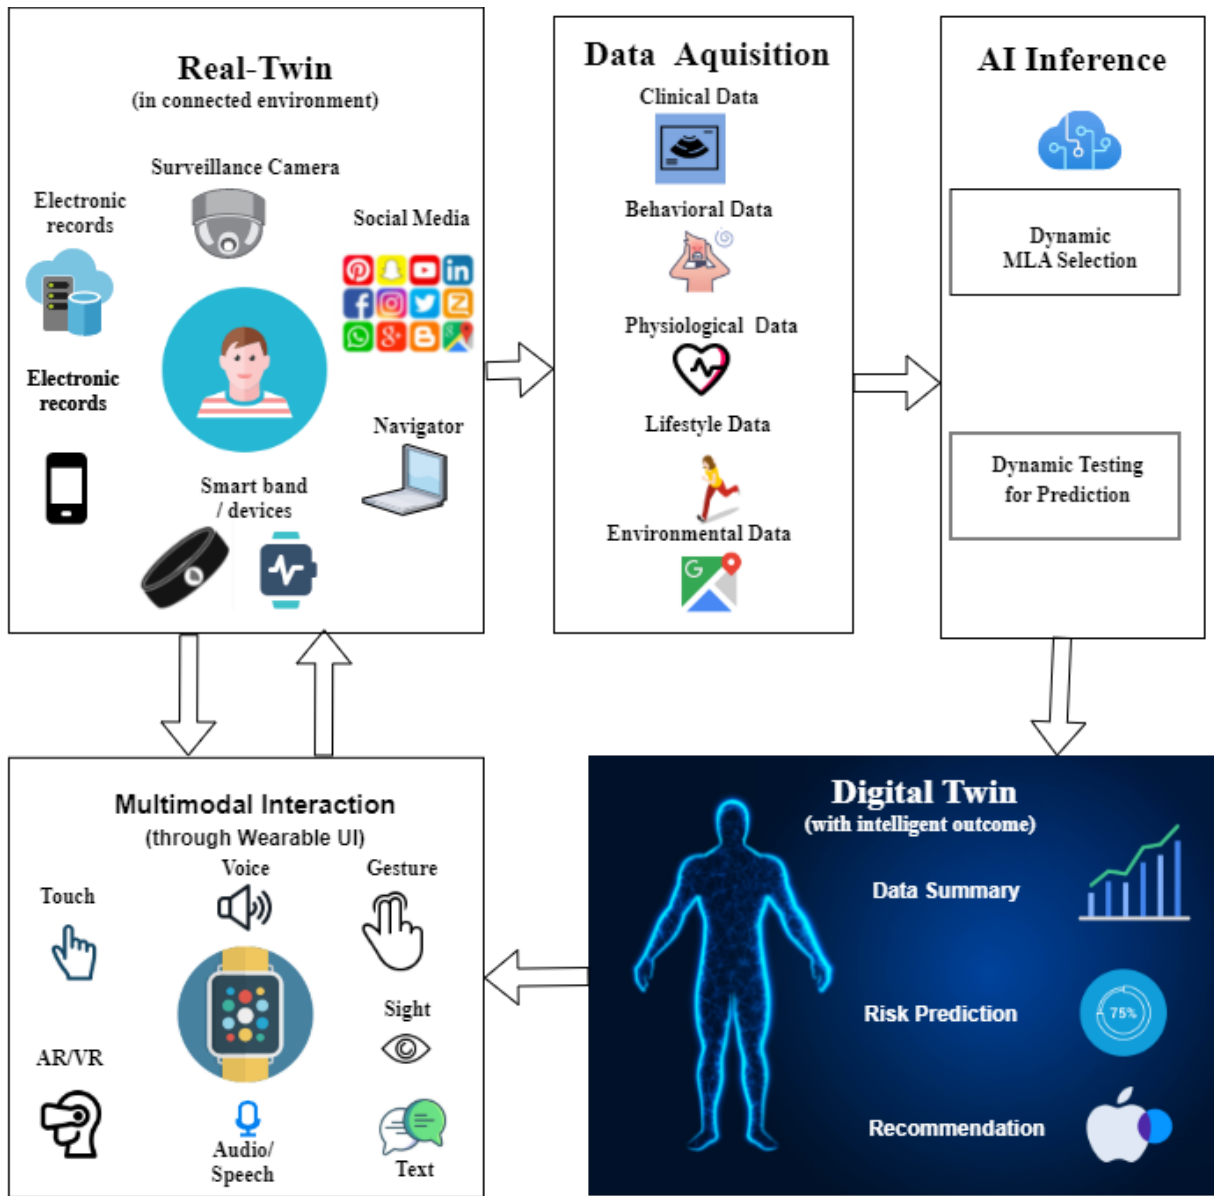 Real-Twin
(in connected environment)
Surveillance Camera
Electronic
records
Social Media
Electronic
records
Navigator
Smart band
/ devices
Data Aquisition
Clinical Data
Behavioral Data
Physiological Data
Lifestyle Data
Environmental Data
G
AI Inference
Dynamic
MLA Selection
Dynamic Testing
for Prediction
Multimodal Interaction
(through Wearable UI)
Voice
Gesture
Touch
Sight
AR/VR
Audio/
Speech
Text
Digital Twin
(with intelligent outcome)
Data Summary
Risk Prediction
75%
Recommendation